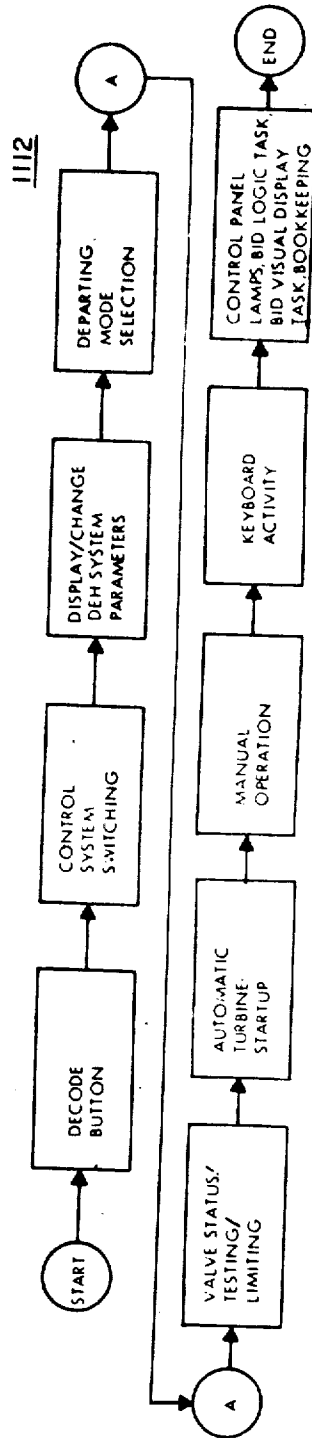 1112
START
DECODE
BUTTON
CONTROL
SYSTEM
SWITCHING
DISPLAY/CHANGE
DEH SYSTEM
PARAMETERS
DEPARTING
MODE
SELECTION
A
A
VALVE STATUS/
TESTING/
LIMITING
AUTOMATIC
TURBINE-
STARTUP
MANUAL
OPERATION
KEYBOARD
ACTIVITY
CONTROL PANEL
LAMPS, BID LOGIC TASK,
BID VISUAL DISPLAY
TASK, BOOKKEEPING
END